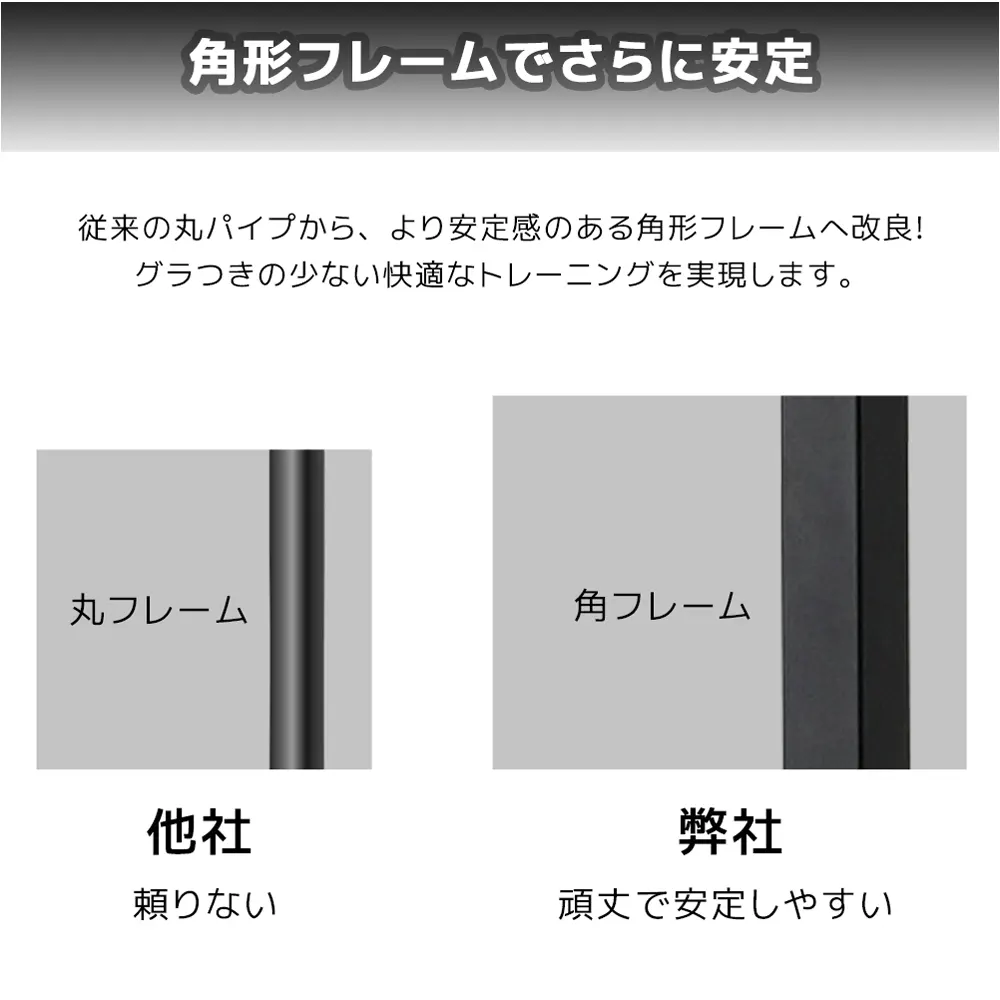 角形フレームでさらに安定
従来の丸パイプから、より安定感のある角形フレームへ改良!
グラつきの少ない快適なトレーニングを実現します。
丸フレーム
角フレーム
他社
弊社
頼りない
頑丈で安定しやすい